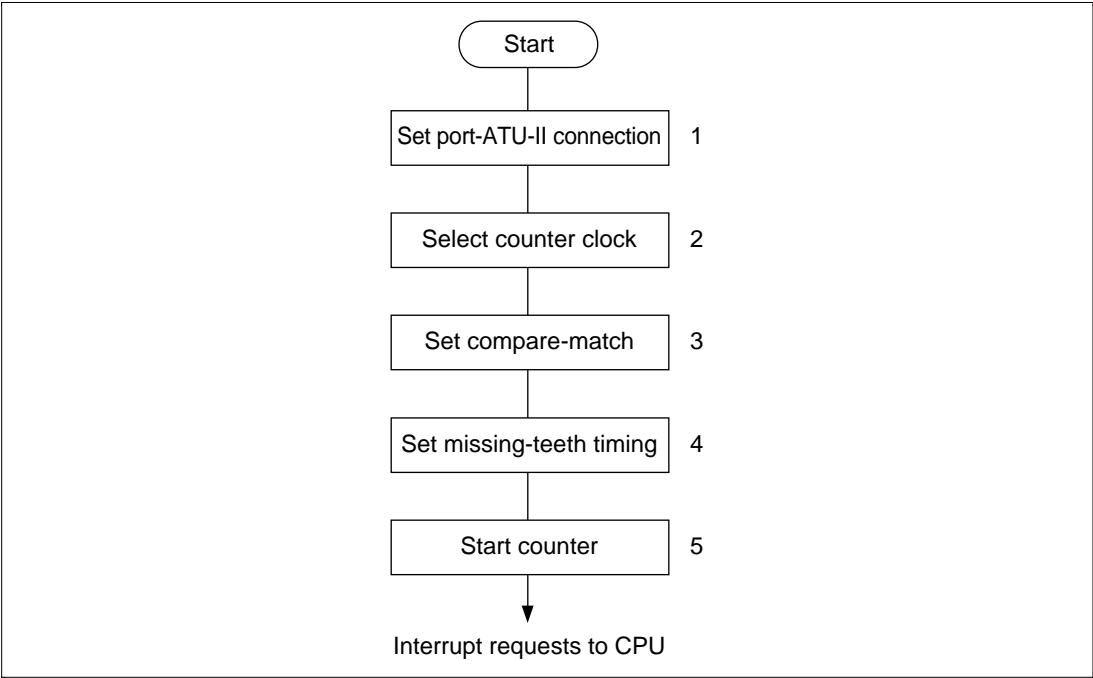 Start
Set port-ATU-II connection 1
Select counter clock 2
Set compare-match 3
Set missing-teeth timing 4
Start counter 5
Interrupt requests to CPU